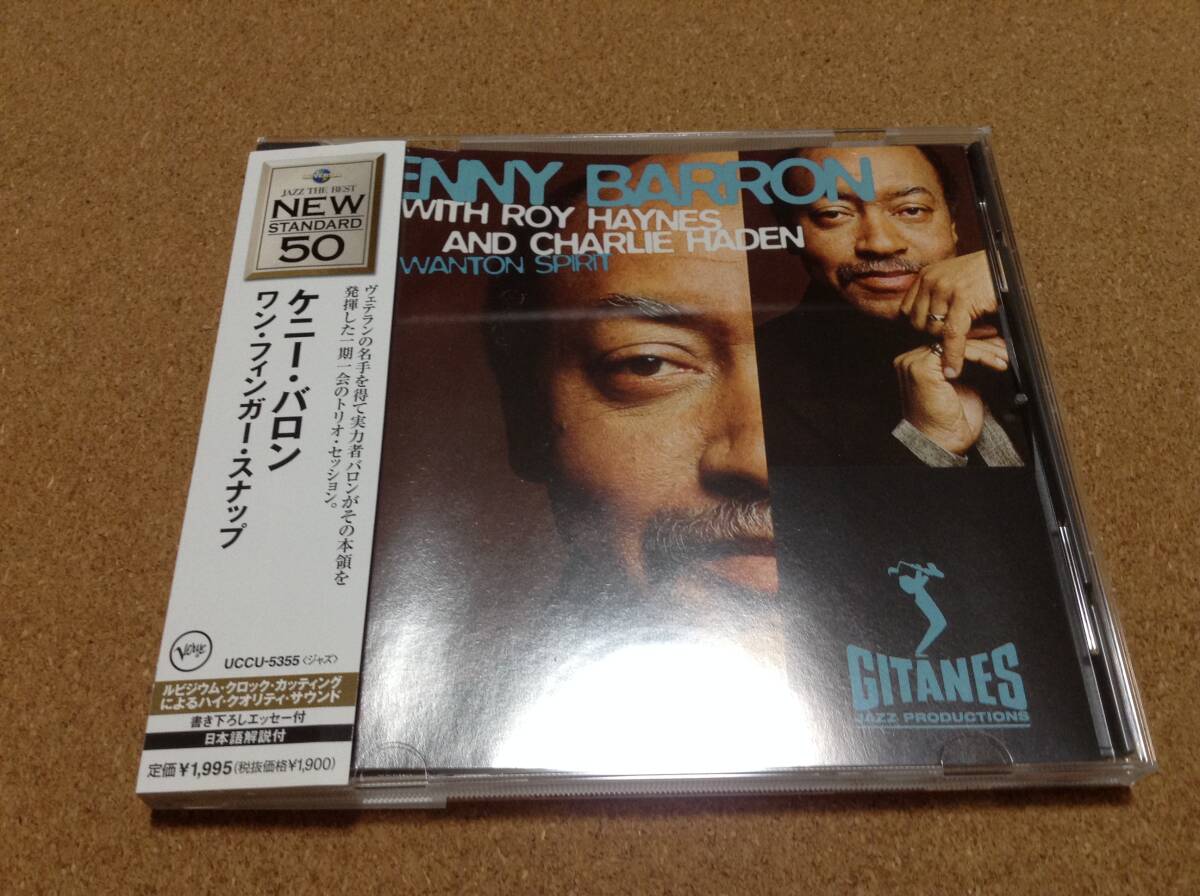 JAZZ THE BEST
NEW
STANDARD
50
ケニー・バロン
ワン・フィンガー・スナップ
ヴェテランの名手を得て実力者バロンがその本領を
発揮した一期一会のトリオ・セッション。
Verve
UCCU-5355〈ジャズ〉
ルビジウム・クロック・カッティング
によるハイ・クオリティ・サウンド
書き下ろしエッセー付
日本語解説付
定価¥1,995(税抜価格¥1,900)
ENNY BARRON
WITH ROY HAYNES
AND CHARLIE HADEN
WANTON SPIRIT
GITANES
JAZZ PRODUCTIONS